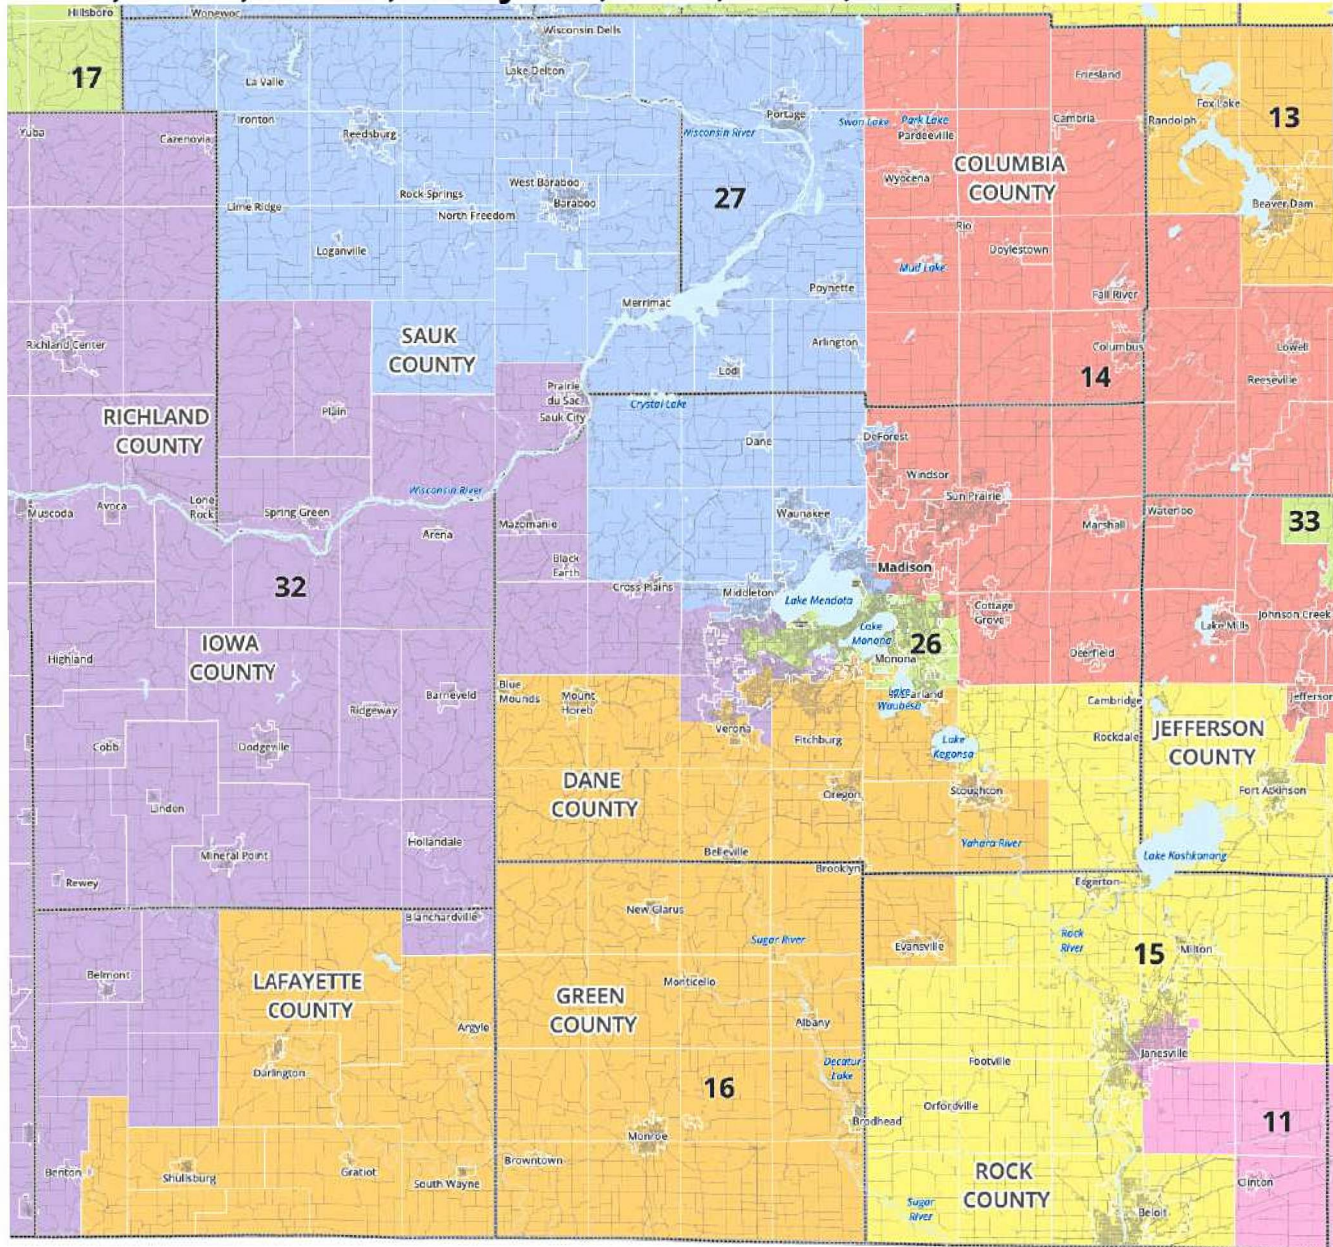 Hillsboro
Wonewoc
Wisconsin Dells
17
La Valle
Lake Delton
Friesland
Fox Lake
13
Yuba
Cazenovia
Ironton
Reedsburg
Portage
Wisconsin River
Swan Lake
Park Lake
Pardeeville
Cambria
Randolph
COLUMBIA
COUNTY
Wyocena
Rock Springs
West Baraboo
Baraboo
27
Lime Ridge
North Freedom
Beaver Dam
Rio
Doylestown
Loganville
Mud Lake
Merrimac
Poynette
Fall River
Richland Center
SAUK
COUNTY
Arlington
Columbus
Lowell
Lodi
14
Reeseville
Prairie
du Sac
Sauk City
Crystal Lake
RICHLAND
COUNTY
Plain
Dane
DeForest
Windsor
Sun Prairie
Wisconsin River
Muscoda
Avoca
Lone
Rock
Spring Green
Arena
Mazomanie
Waunakee
Marshall
Waterloo
33
Black
Earth
Madison
32
Cross Plains
Middleton
Lake Mendota
Cottage
Grove
Lake Mills
Johnson Creek
IOWA
COUNTY
Lake
Monona
26
Monona
Deerfield
Highland
Blue
Mounds
Mount
Horeb
Barneveld
Ridgeway
McFarland
Lake
Waubesa
Cambridge
Jefferson
Verona
Fitchburg
Lake
Kegonsa
Rockdale
JEFFERSON
COUNTY
Cobb
Dodgeville
DANE
COUNTY
Linden
Oregon
Stoughton
Fort Atkinson
Hollandale
Mineral Point
Belleville
Yahara River
Lake Koshkonong
Rewey
Brooklyn
Edgerton
Blanchardville
New Glarus
Sugar River
Evansville
Rock
River
15
Milton
Belmont
LAFAYETTE
COUNTY
Monticello
GREEN
COUNTY
Argyle
Albany
Janesville
Darlington
Decatur
Lake
Footville
16
Orfordville
11
Brodhead
Monroe
Browntown
Benton
Shullsburg
Gratiot
South Wayne
ROCK
COUNTY
Clinton
Sugar
River
Beloit